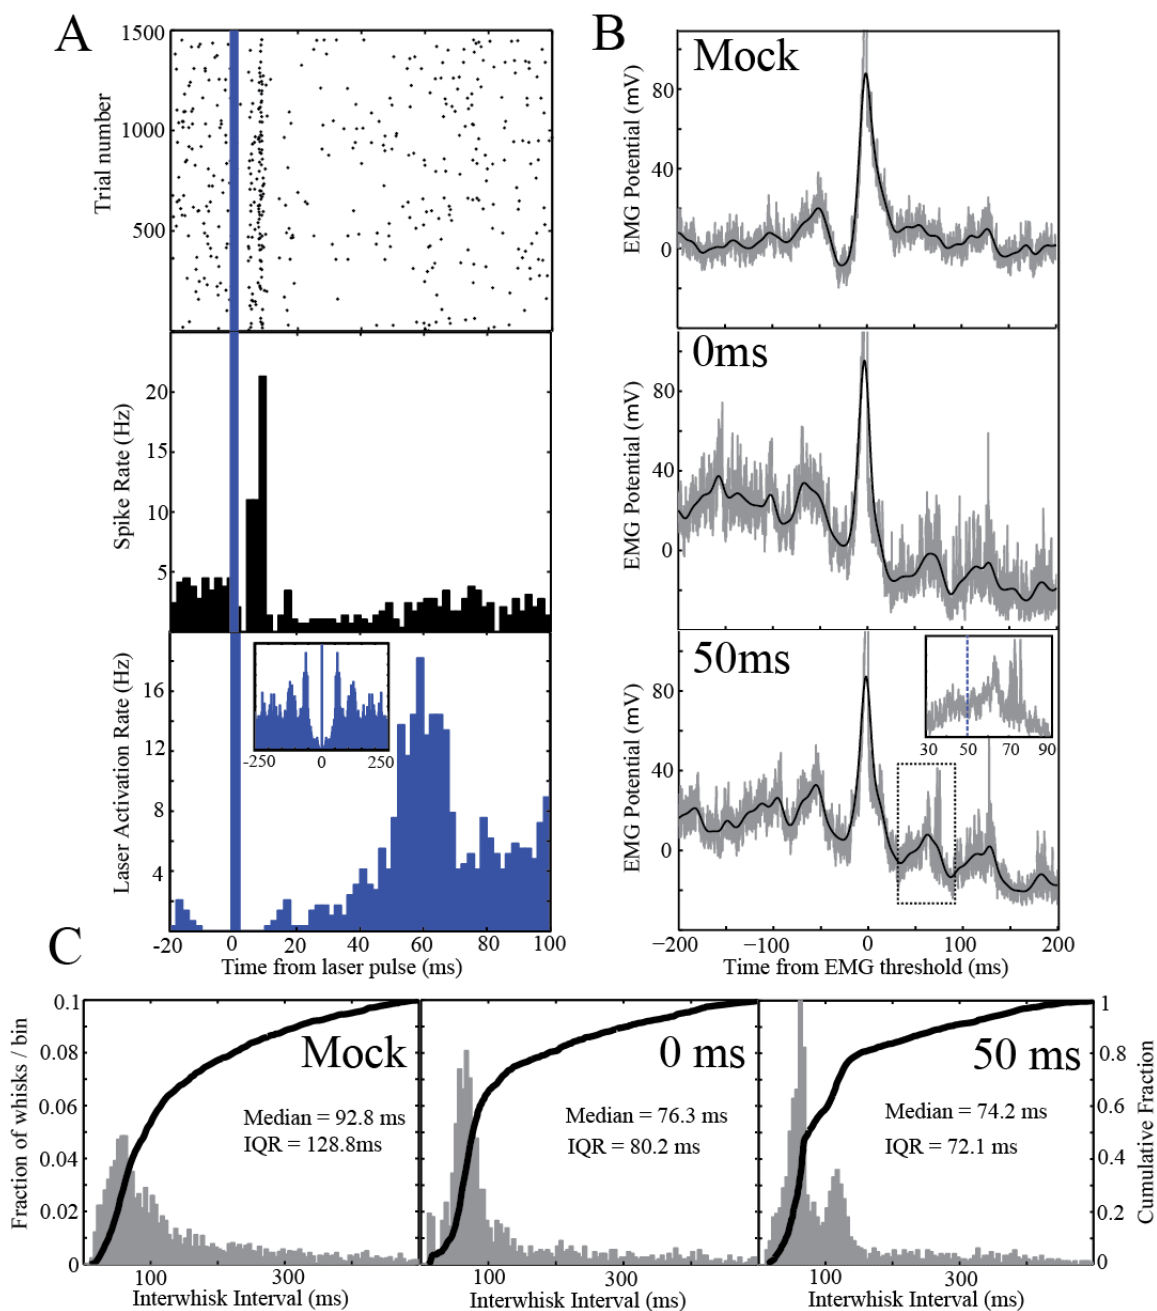 A
1500
1000
500
Trial number
20
15
10
5
Spike Rate (Hz)
16
12
8
4
Laser Activation Rate (Hz)
-250
0
250
-20
0
20
40
60
80
100
Time from laser pulse (ms)
B
Mock
80
40
0
EMG Potential (mV)
0ms
80
40
0
EMG Potential (mV)
50ms
80
40
0
EMG Potential (mV)
30
50
70
90
−200
−100
0
100
200
Time from EMG threshold (ms)
C
0.1
0.08
0.06
0.04
0.02
0
Fraction of whisks / bin
Mock
Median = 92.8 ms
IQR = 128.8ms
100
300
Interwhisk Interval (ms)
0 ms
Median = 76.3 ms
IQR = 80.2 ms
100
300
Interwhisk Interval (ms)
50 ms
Median = 74.2 ms
IQR = 72.1 ms
100
300
Interwhisk Interval (ms)
1
0.8
0.6
0.4
0.2
0
Cumulative Fraction